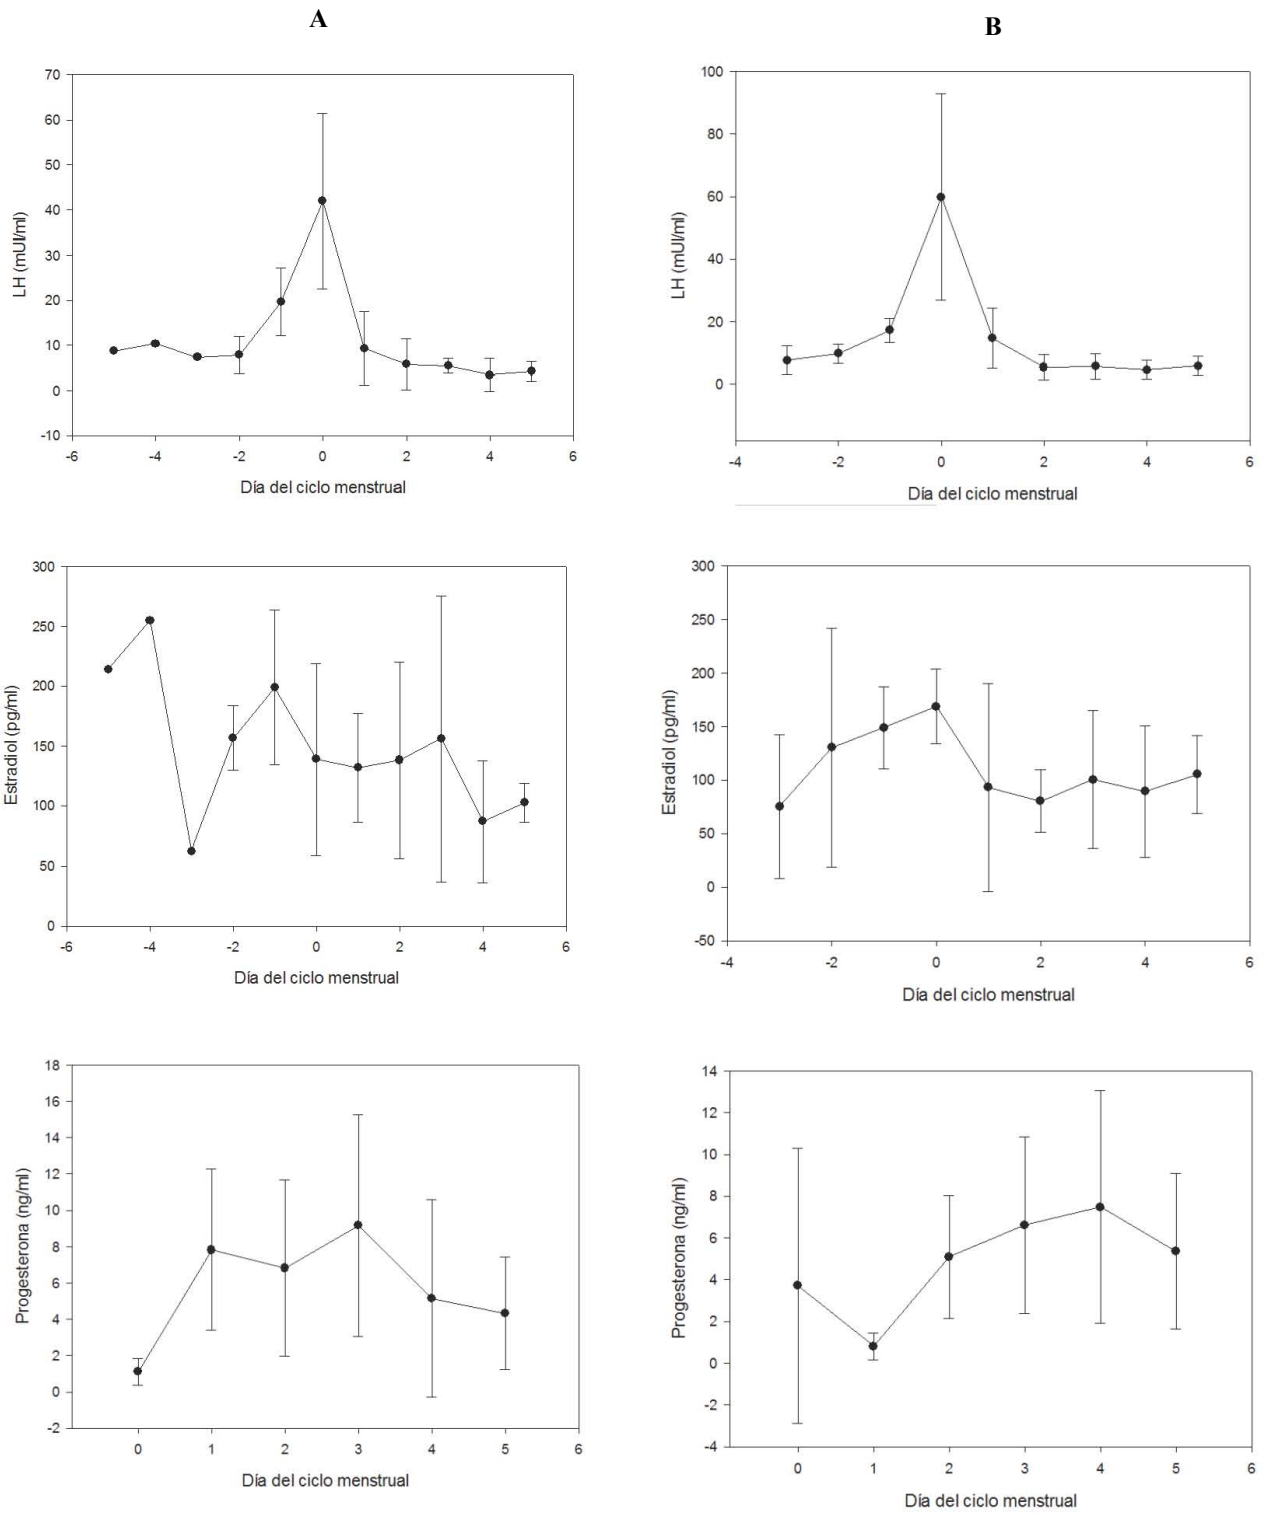 A
B
70
60
50
40
30
20
10
0
-10
LH (mUI/ml)
-6 -4 -2 0 2 4 6
Día del ciclo menstrual
100
80
60
40
20
0
LH (mUI/ml)
-4 -2 0 2 4 6
Día del ciclo menstrual
300
250
200
150
100
50
0
Estradiol (pg/ml)
-6 -4 -2 0 2 4 6
Día del ciclo menstrual
300
250
200
150
100
50
0
-50
Estradiol (pg/ml)
-4 -2 0 2 4 6
Día del ciclo menstrual
18
16
14
12
10
8
6
4
2
0
-2
Progesterona (ng/ml)
0 1 2 3 4 5 6
Día del ciclo menstrual
14
12
10
8
6
4
2
0
-2
-4
Progesterona (ng/ml)
0 1 2 3 4 5 6
Día del ciclo menstrual